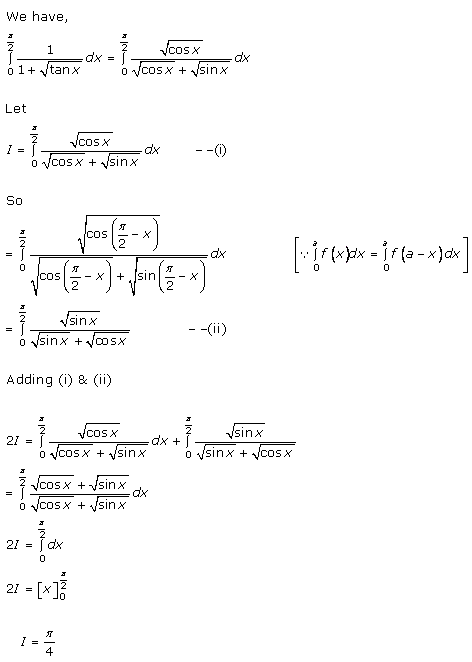 We have,
∫₀^{π/2} 1/(1 + √tan x) dx = ∫₀^{π/2} √cos x/(√cos x + √sin x) dx
Let
I = ∫₀^{π/2} √cos x/(√cos x + √sin x) dx – –(i)
So
= ∫₀^{π/2} √cos(π/2 – x)/(√cos(π/2 – x) + √sin(π/2 – x)) dx [∵ ∫₀^a f(x)dx = ∫₀^a f(a – x)dx]
= ∫₀^{π/2} √sin x/(√sin x + √cos x) – –(ii)
Adding (i) & (ii)
2I = ∫₀^{π/2} √cos x/(√cos x + √sin x) dx + ∫₀^{π/2} √sin x/(√sin x + √cos x)
= ∫₀^{π/2} (√cos x + √sin x)/(√cos x + √sin x) dx
2I = ∫₀^{π/2} dx
2I = [x]₀^{π/2}
I = π/4